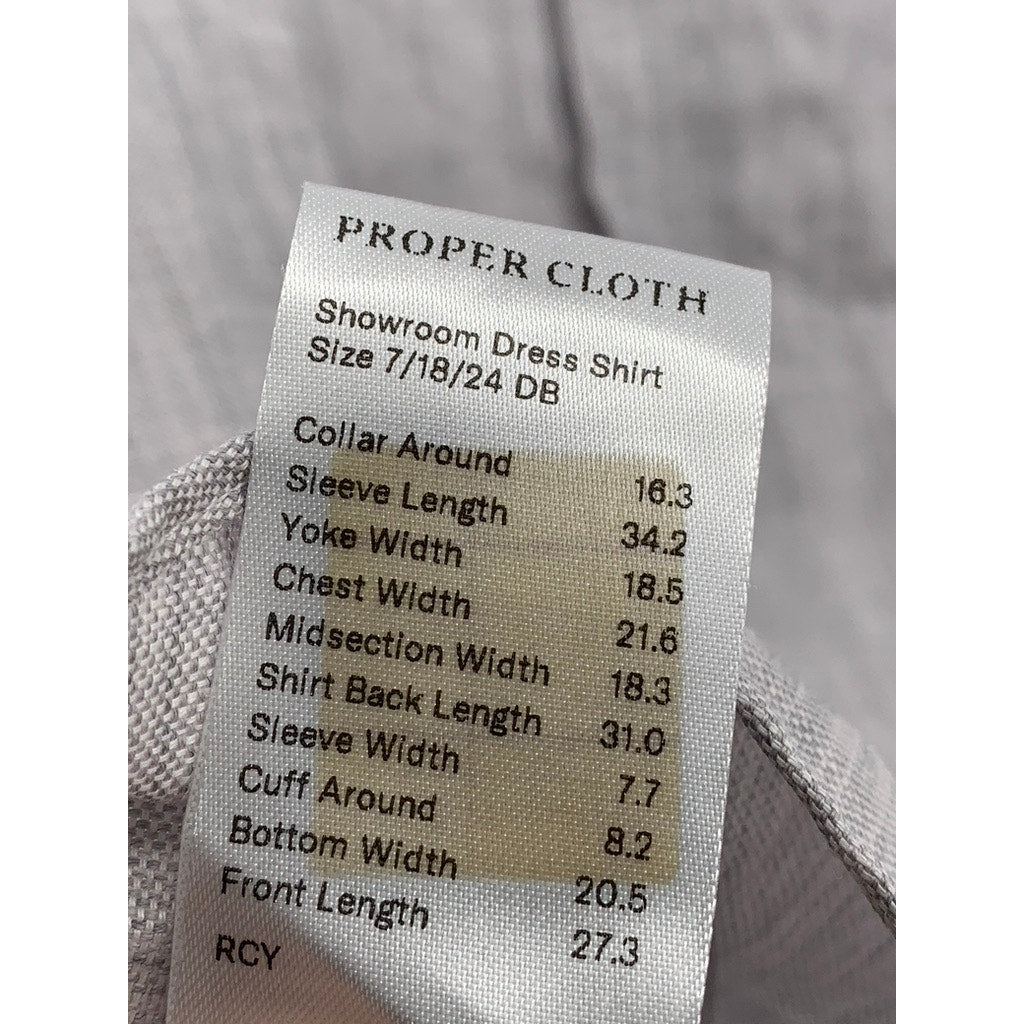 PROPER CLOTH
Showroom Dress Shirt
Size 7/18/24 DB
Collar Around 16.3
Sleeve Length 34.2
Yoke Width 18.5
Chest Width 21.6
Midsection Width 18.3
Shirt Back Length 31.0
Sleeve Width 7.7
Cuff Around 8.2
Bottom Width 20.5
Front Length 27.3
RCY